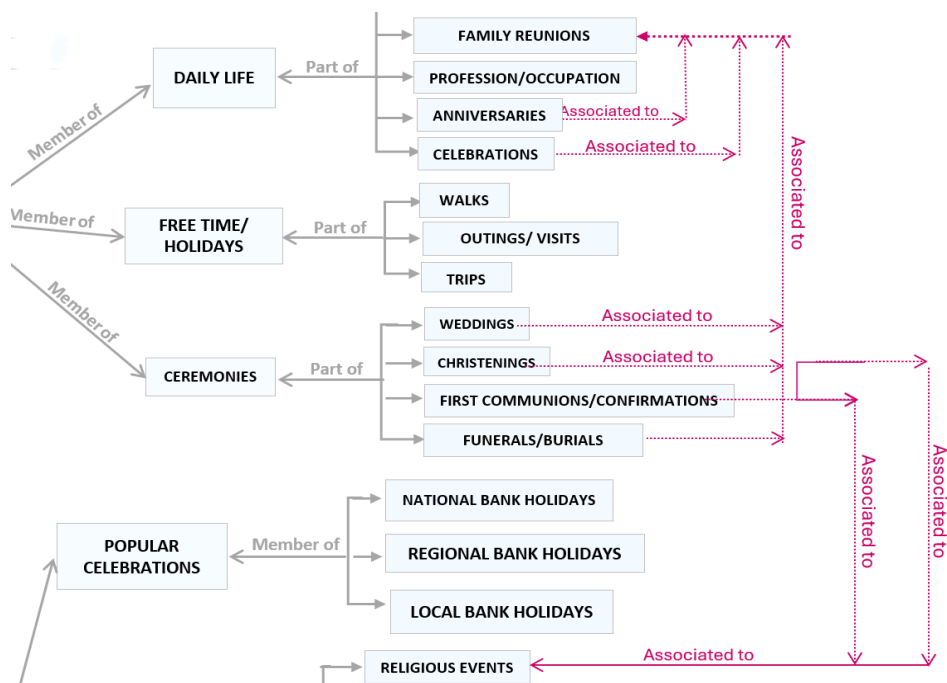 FAMILY REUNIONS
DAILY LIFE
Part of
PROFESSION/OCCUPATION
Member of
ANNIVERSARIES
Associated to
CELEBRATIONS
Associated to
Associated to
WALKS
Member of
FREE TIME/
HOLIDAYS
Part of
OUTINGS/ VISITS
TRIPS
Member of
WEDDINGS
Associated to
CHRISTENINGS
Associated to
CEREMONIES
Part of
FIRST COMMUNIONS/CONFIRMATIONS
FUNERALS/BURIALS
Associated to
Associated to
NATIONAL BANK HOLIDAYS
POPULAR
CELEBRATIONS
Member of
REGIONAL BANK HOLIDAYS
LOCAL BANK HOLIDAYS
RELIGIOUS EVENTS
Associated to